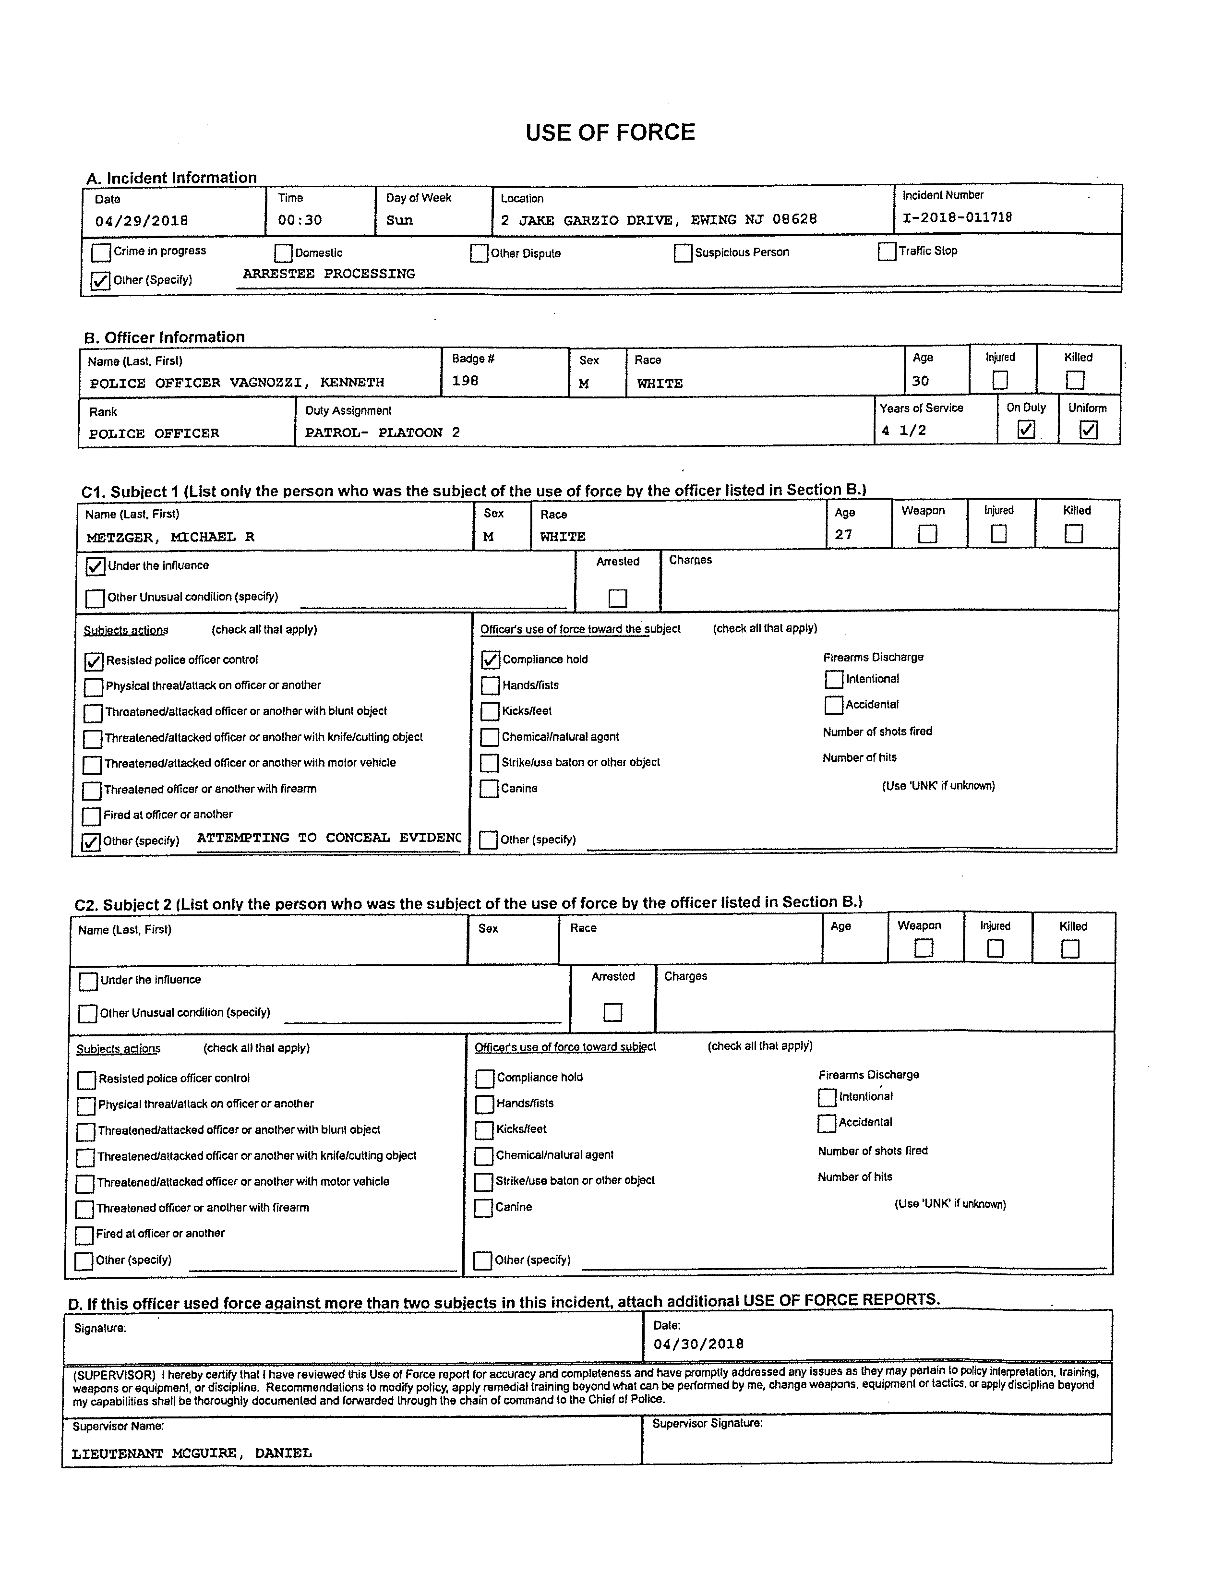 USE OF FORCE
A. Incident Information
Date Time Day of Week Location Incident Number
04/29/2018 00:30 Sun 2 JAKE GARZIO DRIVE, EWING NJ 08628 I-2018-011718
Crime in progress Domestic Other Dispute Suspicious Person Traffic Stop
Other (Specify) ARRESTEE PROCESSING
B. Officer Information
Name (Last, First) Badge # Sex Race Age Injured Killed
POLICE OFFICER VAGNOZZI, KENNETH 198 M WHITE 30
Rank Duty Assignment Years of Service On Duty Uniform
POLICE OFFICER PATROL- PLATOON 2 4 1/2
C1. Subject 1 (List only the person who was the subject of the use of force by the officer listed in Section B.)
Name (Last, First) Sex Race Age Weapon Injured Killed
METZGER, MICHAEL R M WHITE 27
Under the influence Arrested Charges
Other Unusual condition (specify)
Subjects actions (check all that apply) Officer's use of force toward the subject (check all that apply)
Resisted police officer control Compliance hold Firearms Discharge
Physical threat/attack on officer or another Hands/fists Intentional
Threatened/attacked officer or another with blunt object Kicks/feet Accidental
Threatened/attacked officer or another with knife/cutting object Chemical/natural agent Number of shots fired
Threatened/attacked officer or another with motor vehicle Strike/use baton or other object Number of hits
Threatened officer or another with firearm Canine (Use 'UNK' if unknown)
Fired at officer or another
Other (specify) ATTEMPTING TO CONCEAL EVIDENC Other (specify)
C2. Subject 2 (List only the person who was the subject of the use of force by the officer listed in Section B.)
Name (Last, First) Sex Race Age Weapon Injured Killed
Under the influence Arrested Charges
Other Unusual condition (specify)
Subjects actions (check all that apply) Officer's use of force toward subject (check all that apply)
Resisted police officer control Compliance hold Firearms Discharge
Physical threat/attack on officer or another Hands/fists Intentional
Threatened/attacked officer or another with blunt object Kicks/feet Accidental
Threatened/attacked officer or another with knife/cutting object Chemical/natural agent Number of shots fired
Threatened/attacked officer or another with motor vehicle Strike/use baton or other object Number of hits
Threatened officer or another with firearm Canine (Use 'UNK' if unknown)
Fired at officer or another
Other (specify) Other (specify)
D. If this officer used force against more than two subjects in this incident, attach additional USE OF FORCE REPORTS.
Signature: Date:
04/30/2018
(SUPERVISOR) I hereby certify that I have reviewed this Use of Force report for accuracy and completeness and have promptly addressed any issues as they may pertain to policy interpretation, training,
weapons or equipment, or discipline. Recommendations to modify policy, apply remedial training beyond what can be performed by me, change weapons, equipment or tactics, or apply discipline beyond
my capabilities shall be thoroughly documented and forwarded through the chain of command to the Chief of Police.
Supervisor Name: Supervisor Signature:
LIEUTENANT MCGUIRE, DANIEL